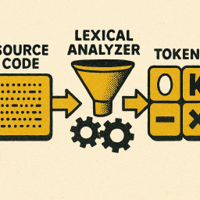 SOURCE
CODE
LEXICAL
ANALYZER
TOKEN
O K